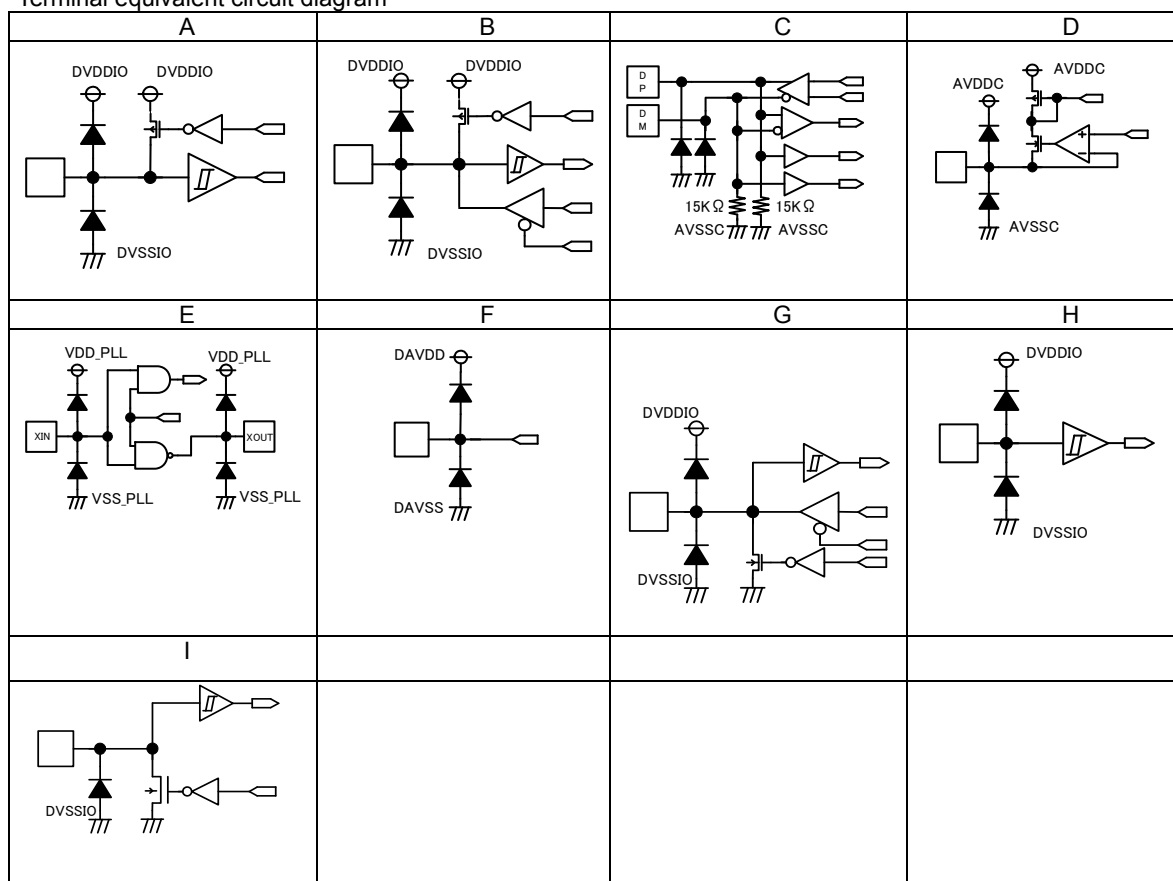 Terminal equivalent circuit diagram
A B C D
DVDDIO DVDDIO
DVSSIO
DVDDIO DVDDIO
DVSSIO
D
P
D
M
15KΩ 15KΩ
AVSSC AVSSC
AVDDC
AVDDC
+
−
AVSSC
E F G H
VDD_PLL VDD_PLL
XIN XOUT
VSS_PLL VSS_PLL
DAVDD
DAVSS
DVDDIO
DVSSIO
DVDDIO
DVSSIO
I
DVSSIO